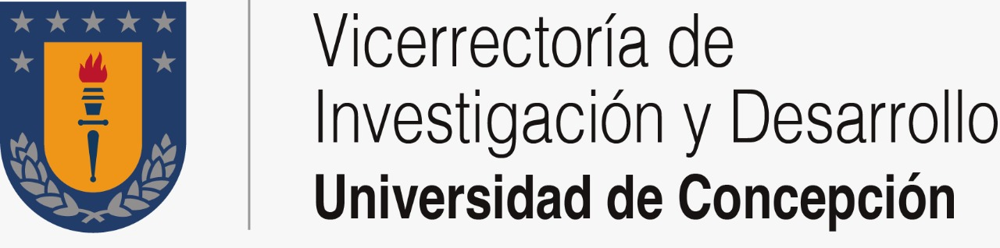 Vicerrectoría de
Investigación y Desarrollo
Universidad de Concepción